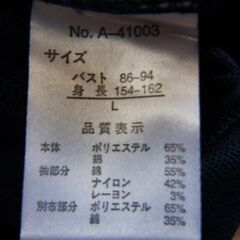 No. A-41003
サイズ
バスト 86-94
身長 154-162
L
品質表示
本体 ポリエステル 65%
綿 35%
袖部分 綿 55%
ナイロン 42%
レーヨン 3%
別布部分 ポリエステル 65%
綿 35%